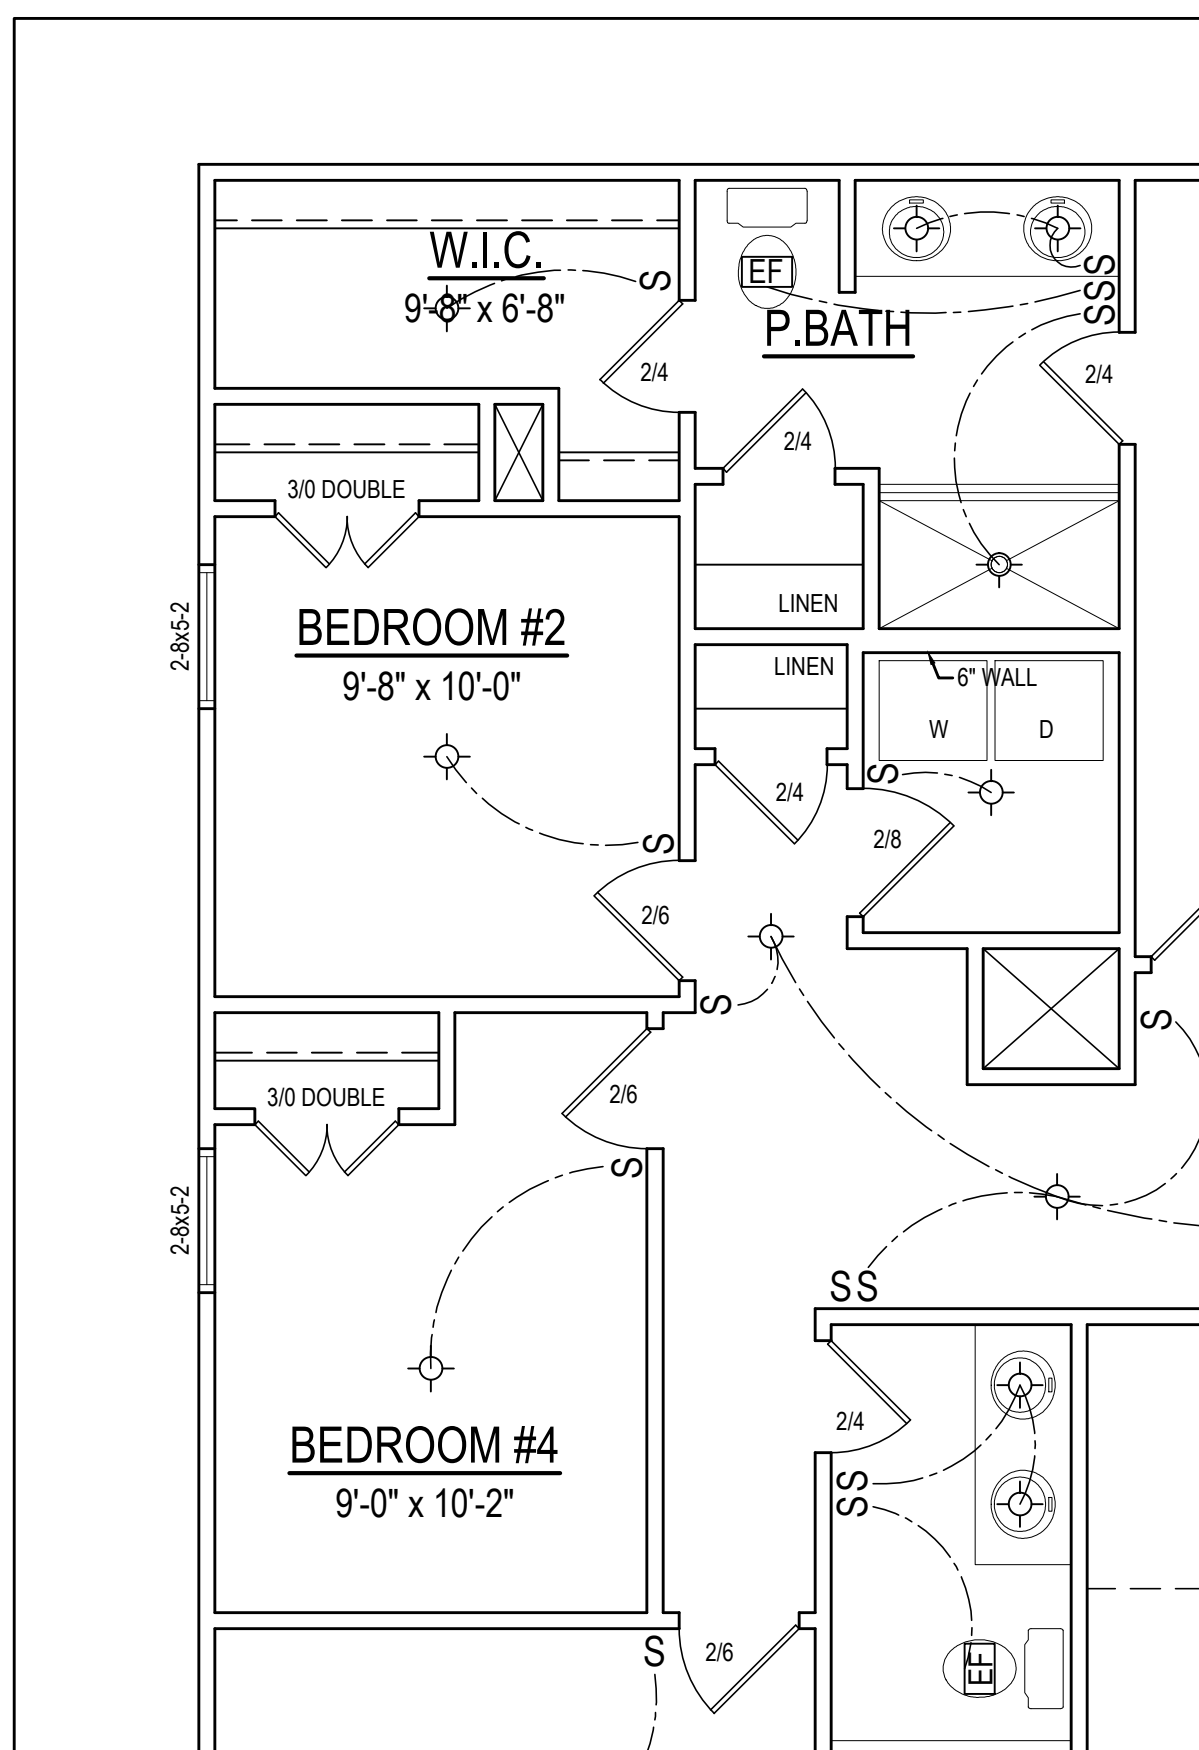 W.I.C.
9'-8" x 6'-8"
S
EF
S
S
S
P.BATH
2/4
2/4
2/4
3/0 DOUBLE
LINEN
2-8x5-2
BEDROOM #2
9'-8" x 10'-0"
LINEN
6" WALL
W
D
S
2/4
S
2/8
2/6
S
S
3/0 DOUBLE
2/6
S
2-8x5-2
SS
2/4
BEDROOM #4
9'-0" x 10'-2"
S
S
S
2/6
EF